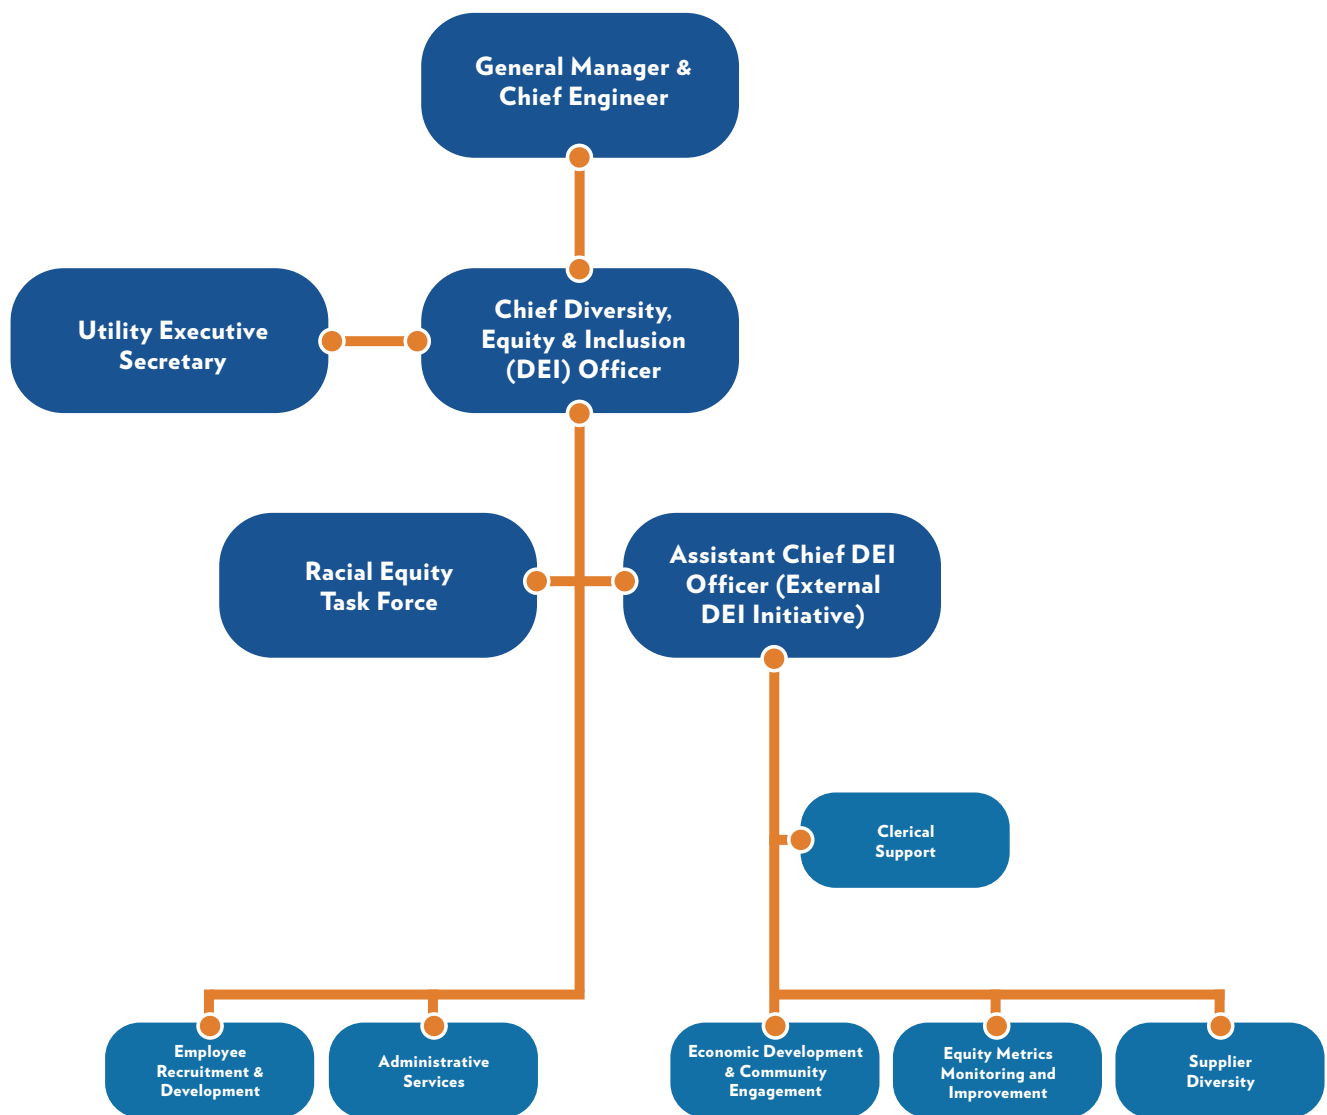 General Manager &
Chief Engineer
Utility Executive
Secretary
Chief Diversity,
Equity & Inclusion
(DEI) Officer
Racial Equity
Task Force
Assistant Chief DEI
Officer (External
DEI Initiative)
Clerical
Support
Employee
Recruitment &
Development
Administrative
Services
Economic Development
& Community
Engagement
Equity Metrics
Monitoring and
Improvement
Supplier
Diversity